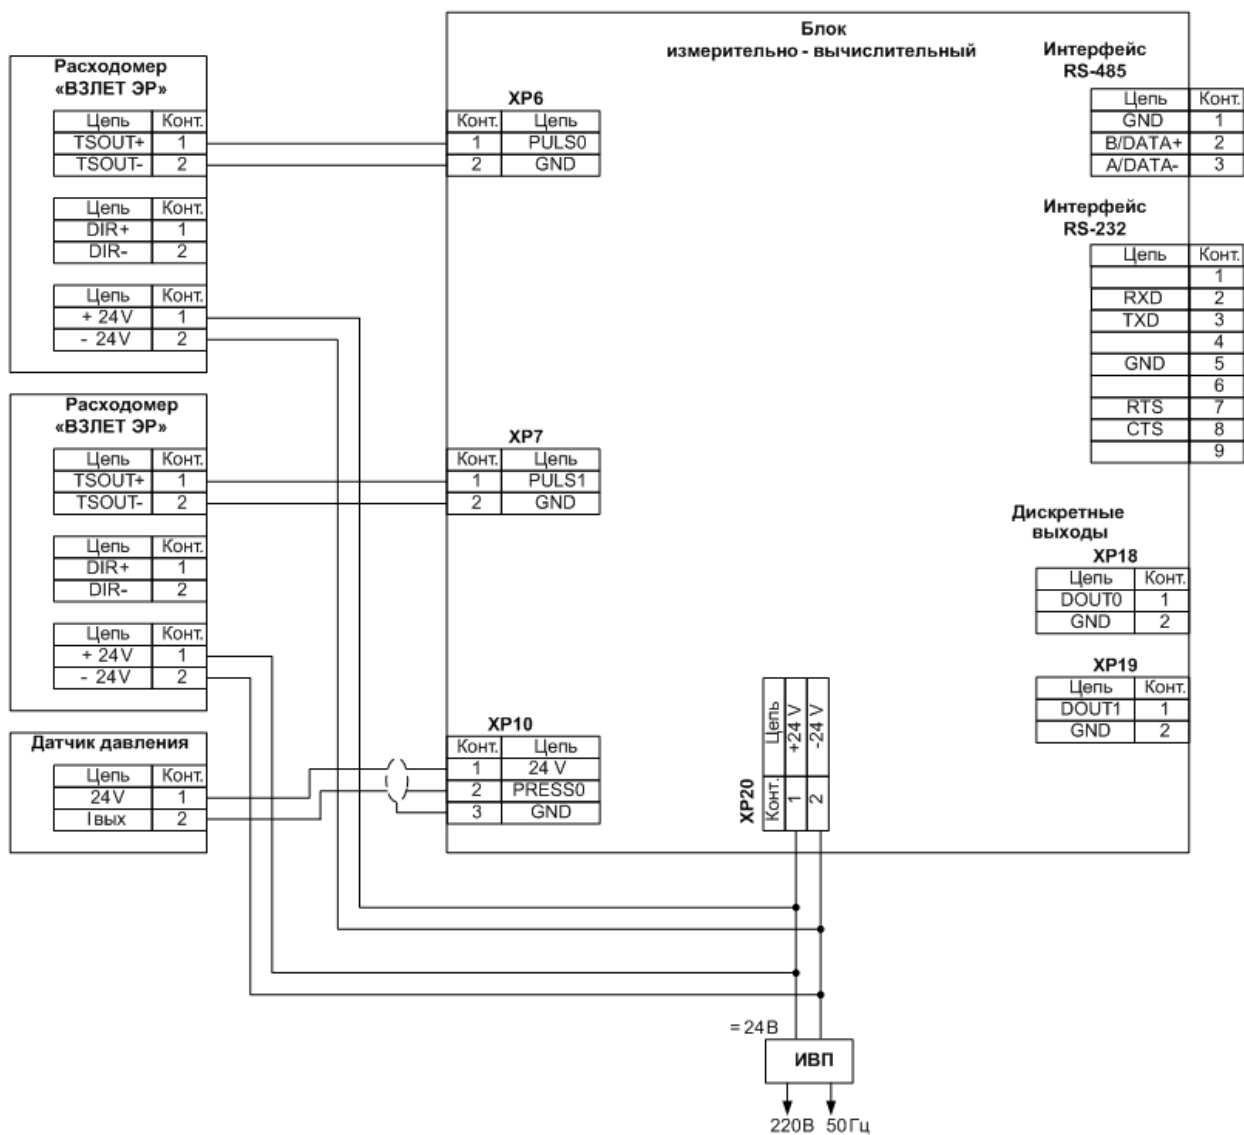 Блок
измерительно - вычислительный
Расходомер
«ВЗЛЕТ ЭР»
Цепь Конт.
TSOUT+ 1
TSOUT- 2
Цепь Конт.
DIR+ 1
DIR- 2
Цепь Конт.
+ 24V 1
- 24V 2
Расходомер
«ВЗЛЕТ ЭР»
Цепь Конт.
TSOUT+ 1
TSOUT- 2
Цепь Конт.
DIR+ 1
DIR- 2
Цепь Конт.
+ 24V 1
- 24V 2
Датчик давления
Цепь Конт.
24V 1
Iвых 2
XP6
Конт. Цепь
1 PULS0
2 GND
XP7
Конт. Цепь
1 PULS1
2 GND
XP10
Конт. Цепь
1 24 V
2 PRESS0
3 GND
XP20
Конт. Цепь
1 +24 V
2 -24 V
Интерфейс
RS-485
Цепь Конт.
GND 1
B/DATA+ 2
A/DATA- 3
Интерфейс
RS-232
Цепь Конт.
1
RXD 2
TXD 3
4
GND 5
6
RTS 7
CTS 8
9
Дискретные
выходы
XP18
Цепь Конт.
DOUT0 1
GND 2
XP19
Цепь Конт.
DOUT1 1
GND 2
= 24В
ИВП
220В 50Гц